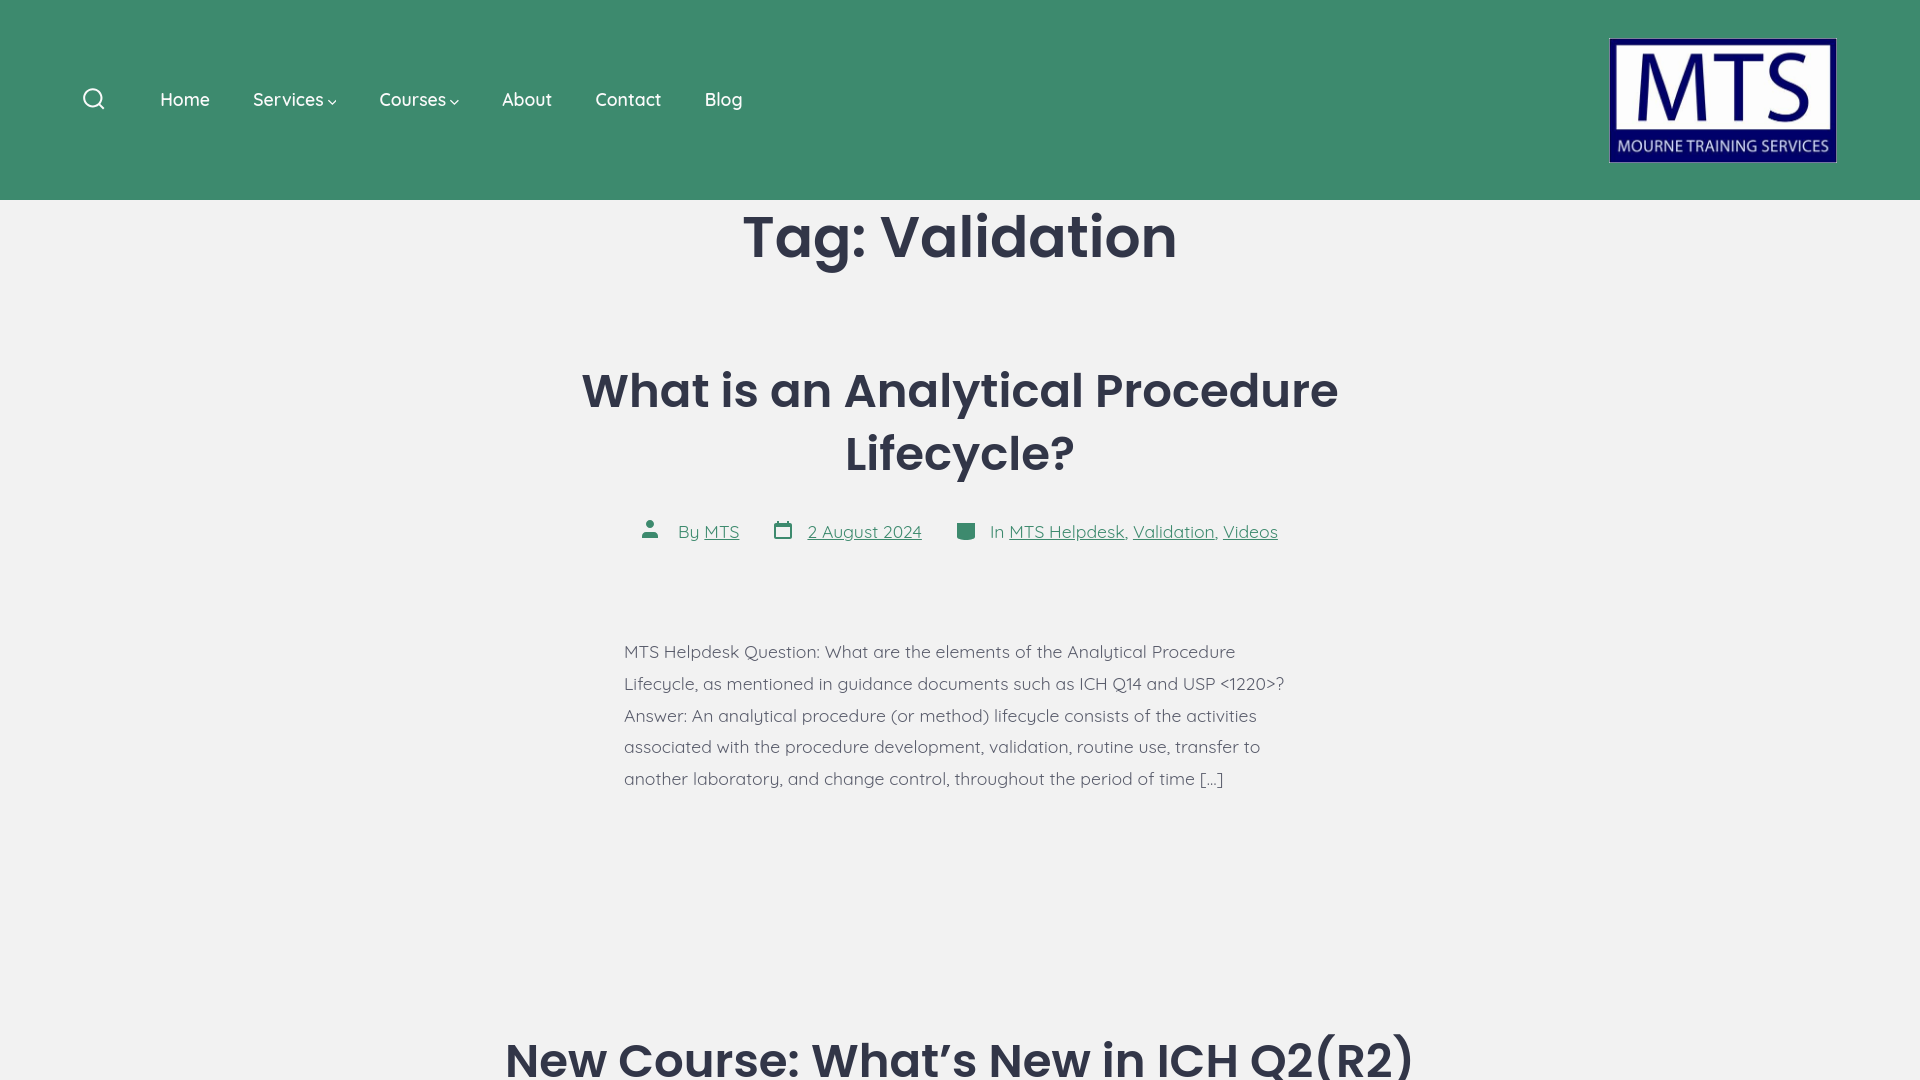 Home
Services
Courses
About
Contact
Blog
MTS
MOURNE TRAINING SERVICES
Tag: Validation
What is an Analytical Procedure
Lifecycle?
By MTS
2 August 2024
In MTS Helpdesk, Validation, Videos
MTS Helpdesk Question: What are the elements of the Analytical Procedure
Lifecycle, as mentioned in guidance documents such as ICH Q14 and USP <1220>?
Answer: An analytical procedure (or method) lifecycle consists of the activities
associated with the procedure development, validation, routine use, transfer to
another laboratory, and change control, throughout the period of time […]
New Course: What’s New in ICH Q2(R2)